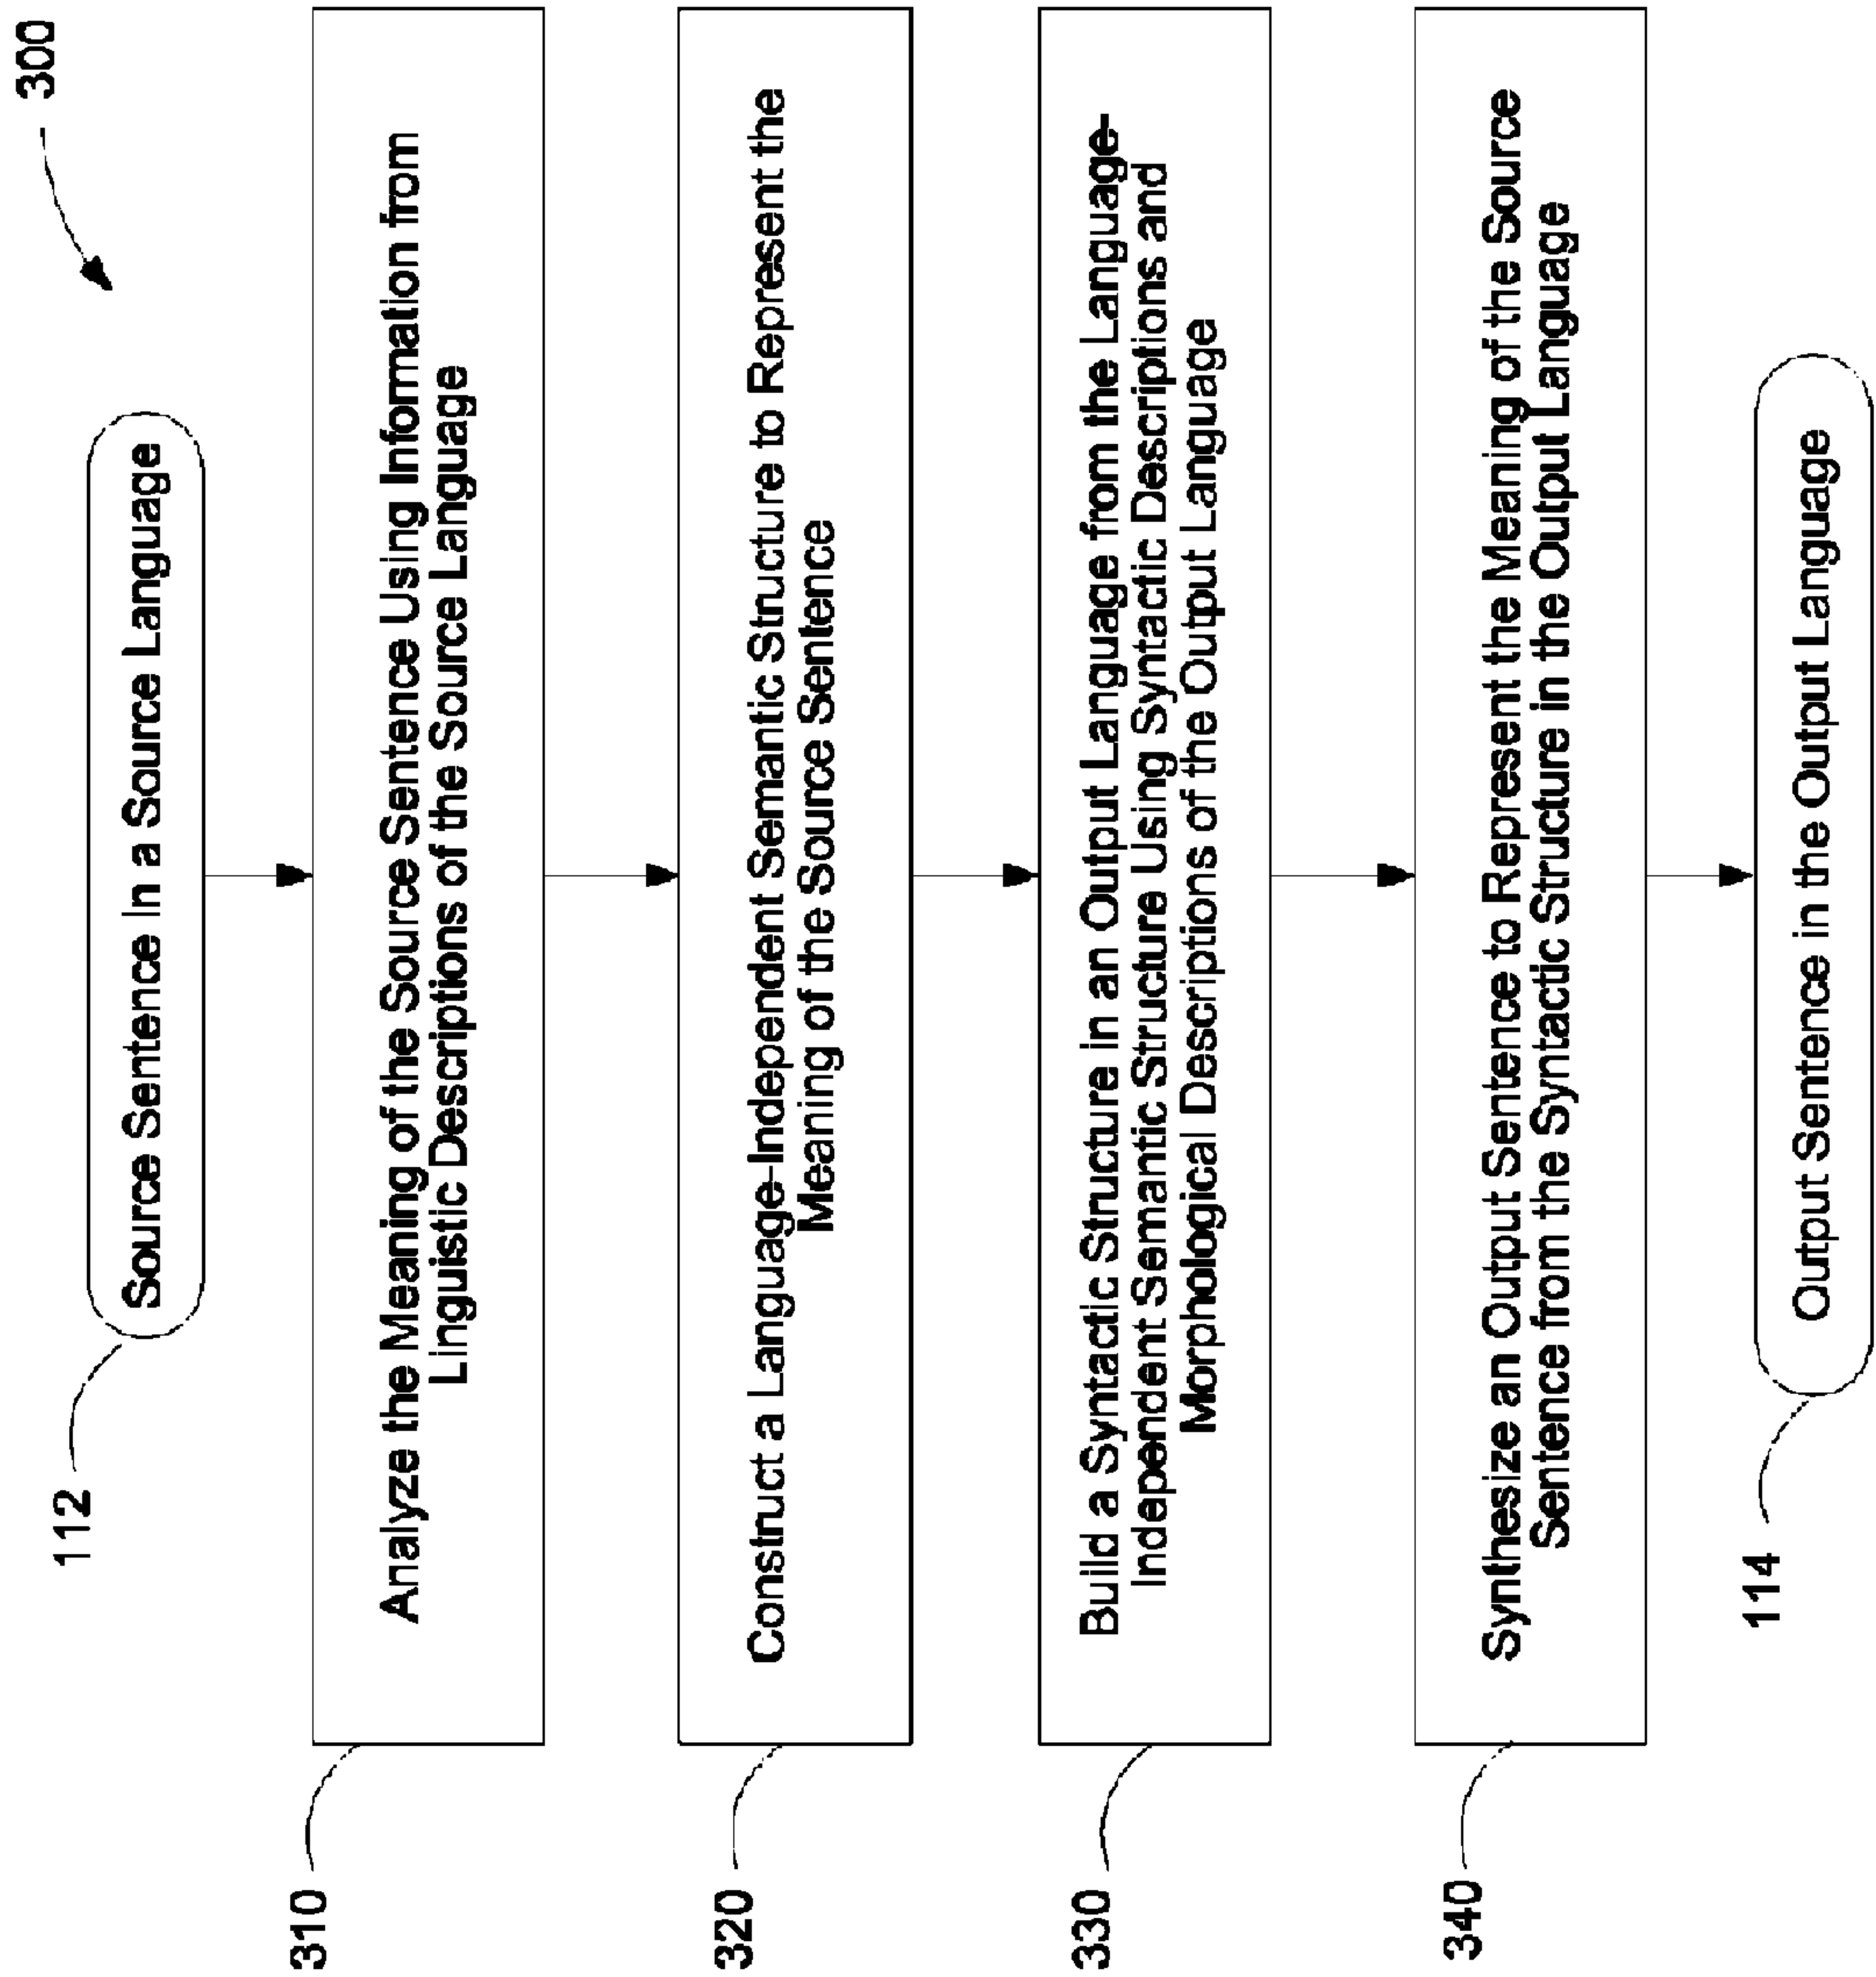 300
112
Source Sentence In a Source Language
310
Analyze the Meaning of the Source Sentence Using Information from
Linguistic Descriptions of the Source Language
320
Construct a Language-Independent Semantic Structure to Represent the
Meaning of the Source Sentence
330
Build a Syntactic Structure in an Output Language from the Language-
Independent Semantic Structure Using Syntactic Descriptions and
Morphological Descriptions of the Output Language
340
Synthesize an Output Sentence to Represent the Meaning of the Source
Sentence from the Syntactic Structure in the Output Language
114
Output Sentence in the Output Language